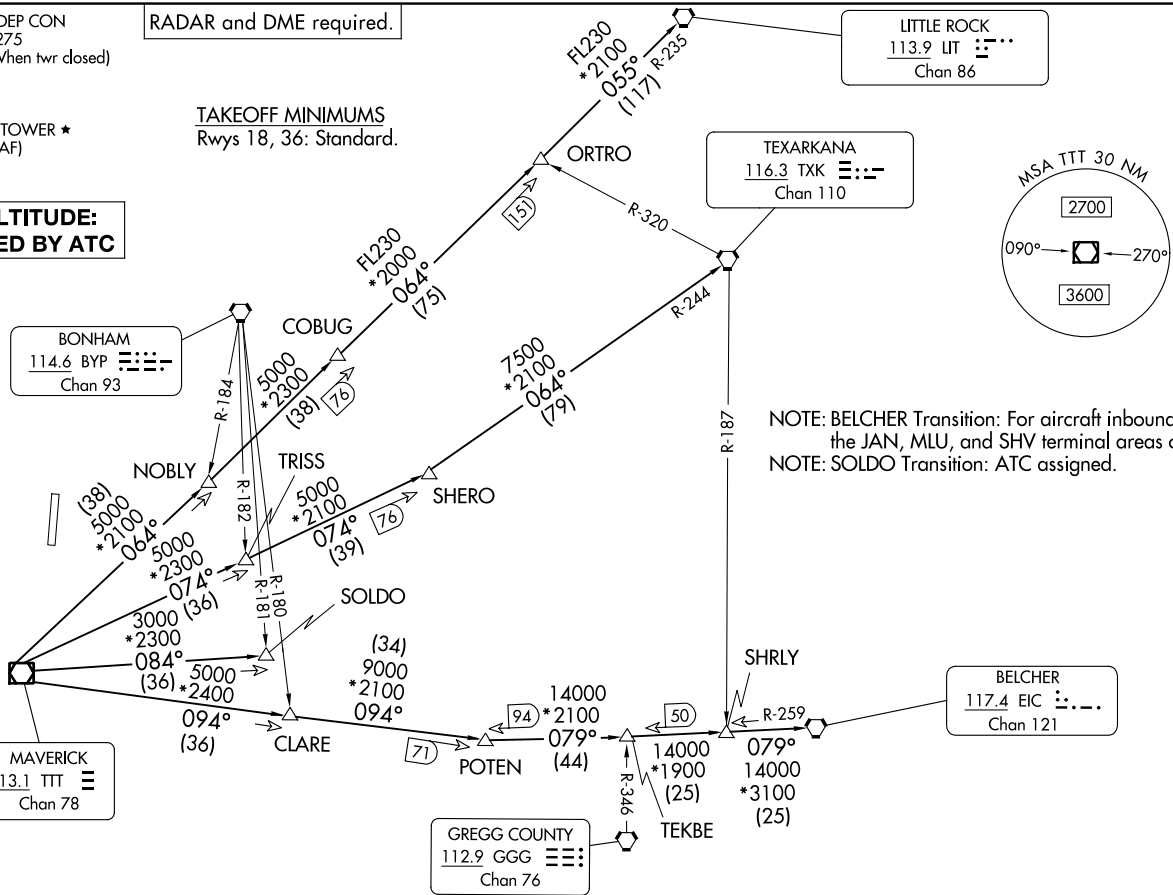 DEP CON
275
When twr closed)
TOWER ★
AF)
LTITUDE:
ED BY ATC
RADAR and DME required.
TAKEOFF MINIMUMS
Rwys 18, 36: Standard.
LITTLE ROCK
113.9 LIT
Chan 86
FL230
*2100
055°
(117)
R-235
ORTRO
151
TEXARKANA
116.3 TXK
Chan 110
R-320
MSA TTT 30 NM
2700
090°
270°
3600
FL230
*2000
064°
(75)
R-244
COBUG
BONHAM
114.6 BYP
Chan 93
5000
*2300
(38)
76
7500
*2100
064°
(79)
R-184
R-187
NOTE: BELCHER Transition: For aircraft inbound
the JAN, MLU, and SHV terminal areas
NOTE: SOLDO Transition: ATC assigned.
NOBLY
TRISS
SHERO
R-182
5000
*2100
074°
(39)
76
(38)
5000
*2100
064°
5000
*2300
074°
(36)
R-181
R-180
SOLDO
3000
*2300
084°
(36)
5000
*2400
094°
(36)
CLARE
(34)
9000
*2100
094°
71
POTEN
94
14000
*2100
079°
(44)
50
SHRLY
R-259
BELCHER
117.4 EIC
Chan 121
14000
*1900
(25)
079°
14000
*3100
(25)
TEKBE
R-346
MAVERICK
13.1 TTT
Chan 78
GREGG COUNTY
112.9 GGG
Chan 76